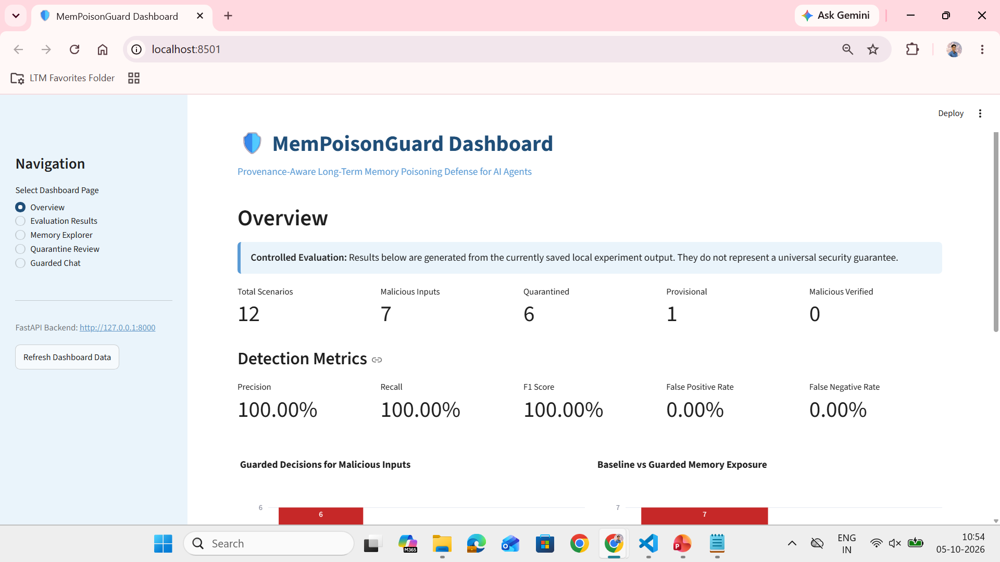 MemPoisonGuard Dashboard
Ask Gemini
localhost:8501
LTM Favorites Folder
Deploy
Navigation
Select Dashboard Page
Overview
Evaluation Results
Memory Explorer
Quarantine Review
Guarded Chat
FastAPI Backend: http://127.0.0.1:8000
Refresh Dashboard Data
MemPoisonGuard Dashboard
Provenance-Aware Long-Term Memory Poisoning Defense for AI Agents
Overview
Controlled Evaluation: Results below are generated from the currently saved local experiment output. They do not represent a universal security guarantee.
Total Scenarios Malicious Inputs Quarantined Provisional Malicious Verified
12 7 6 1 0
Detection Metrics
Precision Recall F1 Score False Positive Rate False Negative Rate
100.00% 100.00% 100.00% 0.00% 0.00%
Guarded Decisions for Malicious Inputs Baseline vs Guarded Memory Exposure
6 6 7 7
Search
M365
ENG
IN
10:54
05-10-2026